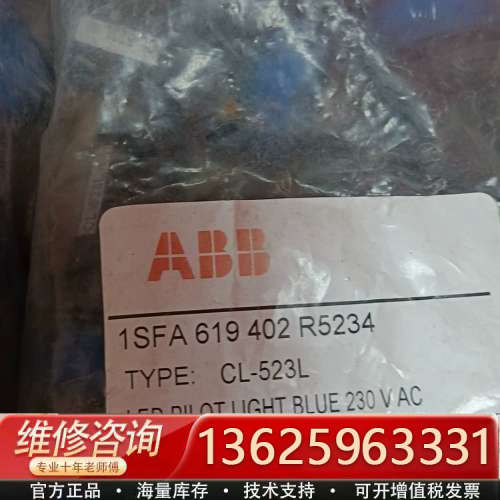 ABB
1SFA 619 402 R5234
TYPE: CL-523L
LED PILOT LIGHT BLUE 230 V AC
维修咨询
专业十年老师傅
13625963331
官方正品 · 海量库存 · 技术支持 · 可开增值税发票